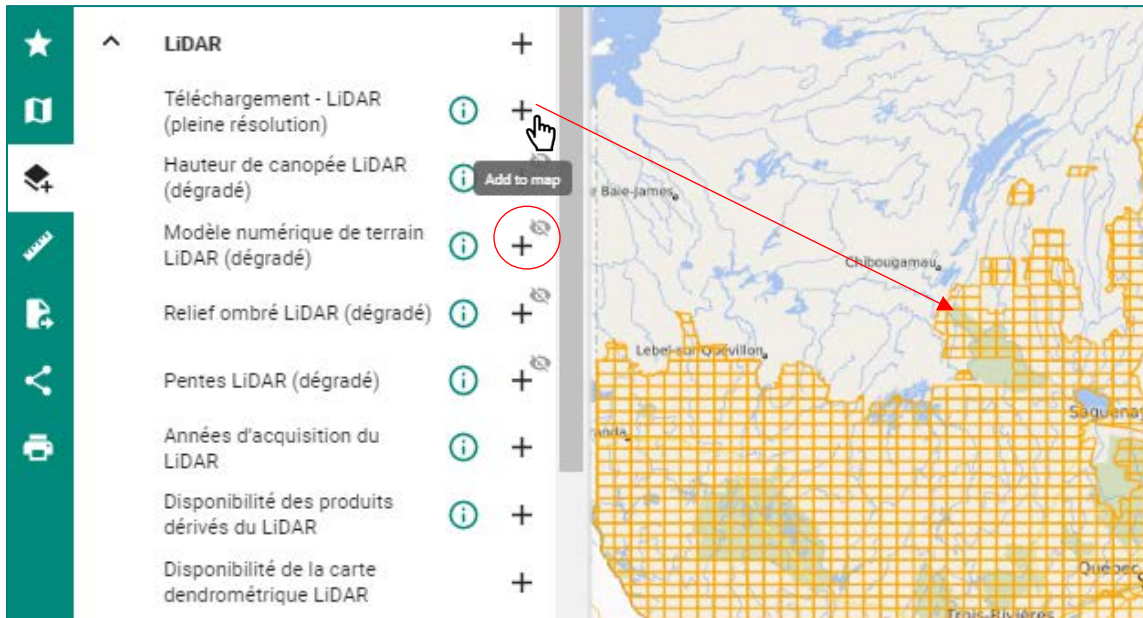 LiDAR
Téléchargement - LiDAR
(pleine résolution)
Hauteur de canopée LiDAR
(dégradé)
Add to map
Modèle numérique de terrain
LiDAR (dégradé)
Relief ombré LiDAR (dégradé)
Pentes LiDAR (dégradé)
Années d'acquisition du
LiDAR
Disponibilité des produits
dérivés du LiDAR
Disponibilité de la carte
dendrométrique LiDAR
Baie-James
Chibougamau
Lebel-sur-Quévillon
Saguenay
Québec
Trois-Rivières